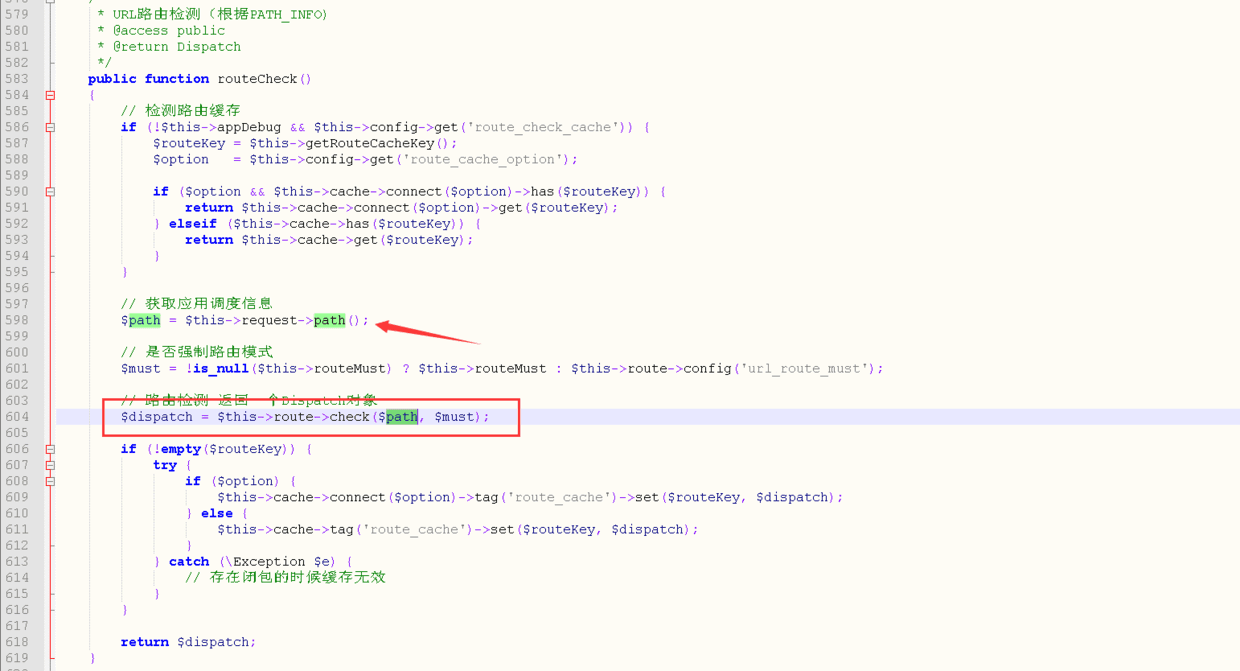 579 * URL路由检测（根据PATH_INFO)
580 * @access public
581 * @return Dispatch
582 */
583 public function routeCheck()
584 {
585 // 检测路由缓存
586 if (!$this->appDebug && $this->config->get('route_check_cache')) {
587 $routeKey = $this->getRouteCacheKey();
588 $option   = $this->config->get('route_cache_option');
589
590 if ($option && $this->cache->connect($option)->has($routeKey)) {
591 return $this->cache->connect($option)->get($routeKey);
592 } elseif ($this->cache->has($routeKey)) {
593 return $this->cache->get($routeKey);
594 }
595 }
596
597 // 获取应用调度信息
598 $path = $this->request->path();
599
600 // 是否强制路由模式
601 $must = !is_null($this->routeMust) ? $this->routeMust : $this->route->config('url_route_must');
602
603 // 路由检测 返回一个Dispatch对象
604 $dispatch = $this->route->check($path, $must);
605
606 if (!empty($routeKey)) {
607 try {
608 if ($option) {
609 $this->cache->connect($option)->tag('route_cache')->set($routeKey, $dispatch);
610 } else {
611 $this->cache->tag('route_cache')->set($routeKey, $dispatch);
612 }
613 } catch (\Exception $e) {
614 // 存在闭包的时候缓存无效
615 }
616 }
617
618 return $dispatch;
619 }